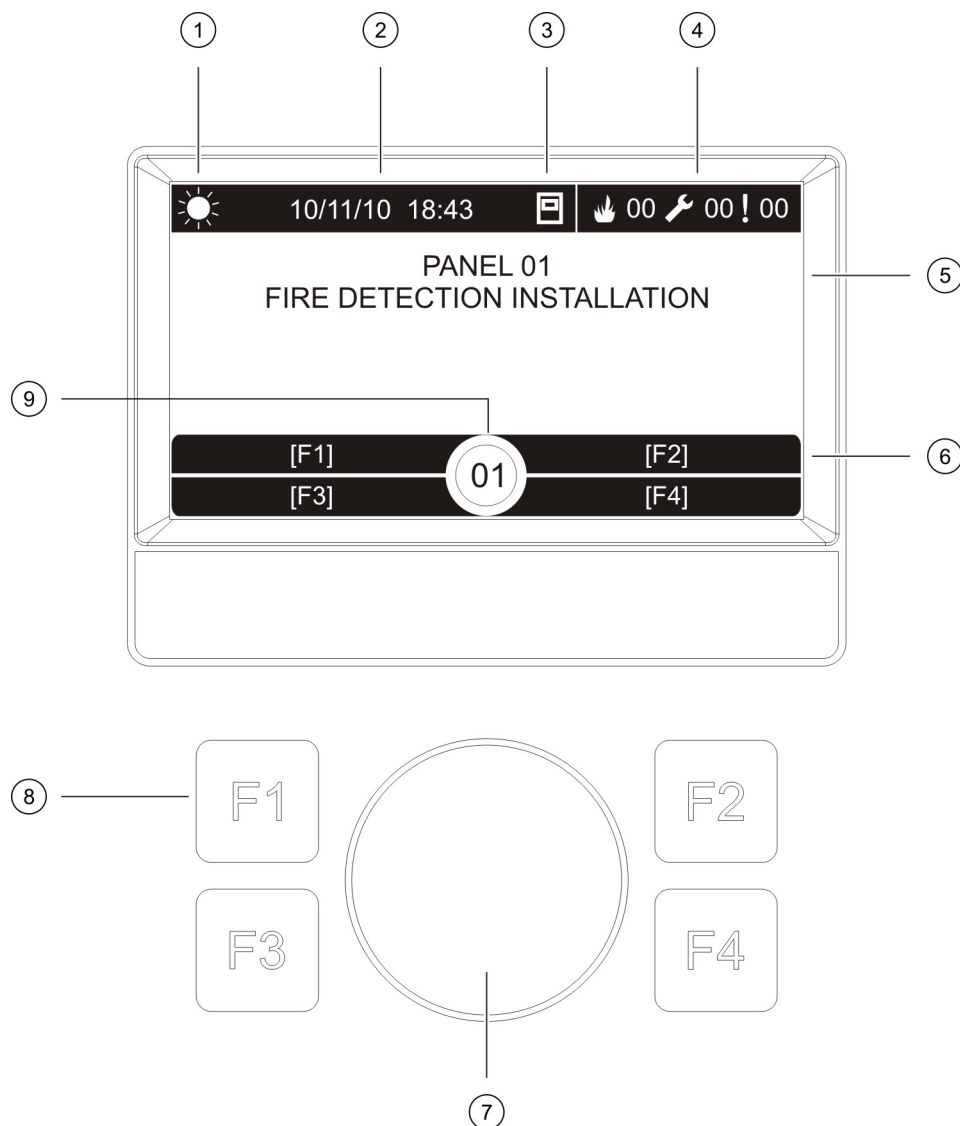 1 2 3 4
10/11/10 18:43 00 00 ! 00
PANEL 01
FIRE DETECTION INSTALLATION
5
9
[F1] [F2]
6
01
[F3] [F4]
F1 F2
8
F3 F4
7